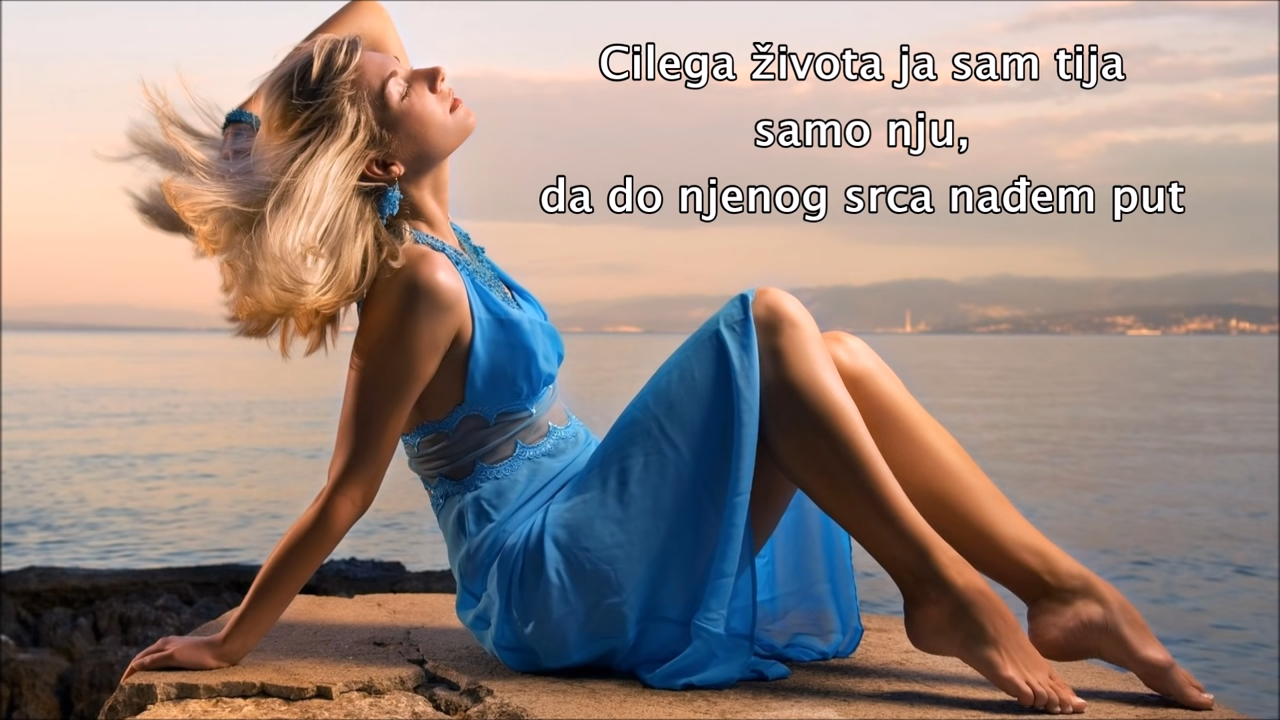 Cilega života ja sam tija
samo nju,
da do njenog srca nađem put